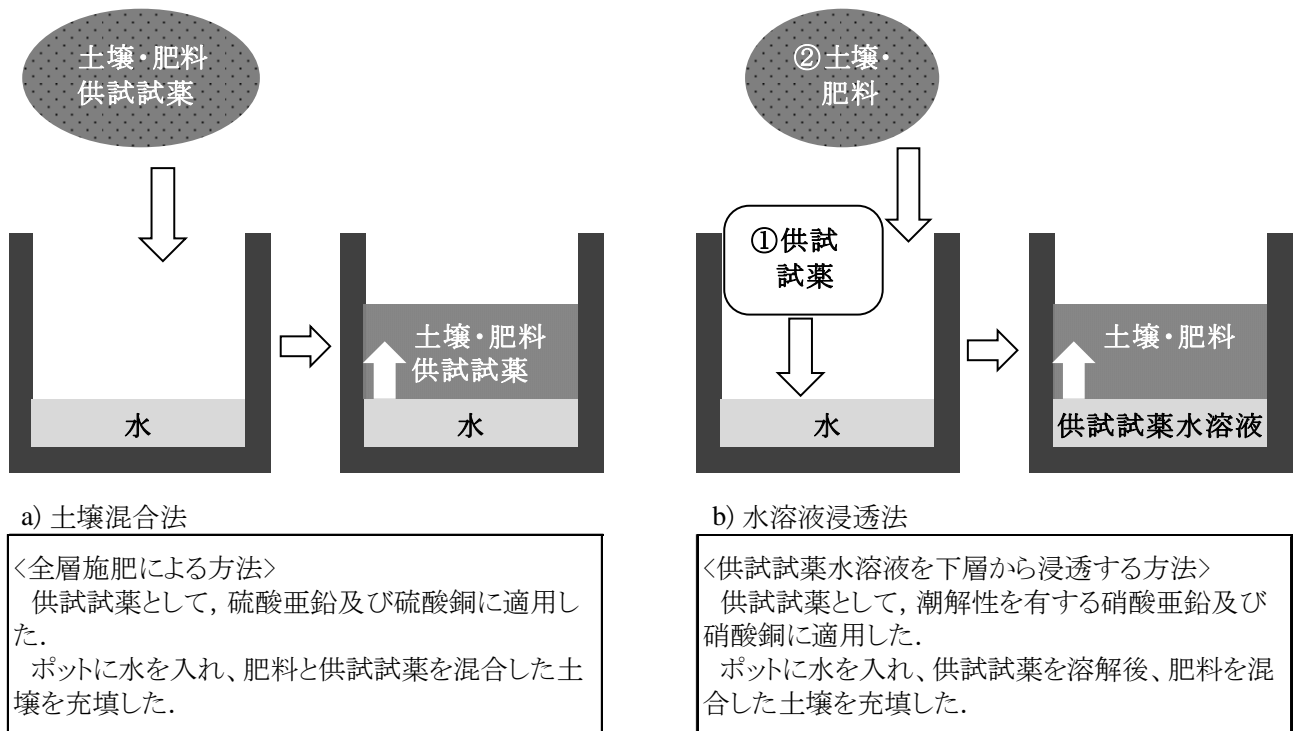 土壌・肥料
供試試薬
水
土壌・肥料
供試試薬
水
a) 土壌混合法
<全層施肥による方法>
供試試薬として, 硫酸亜鉛及び硫酸銅に適用し
た.
ポットに水を入れ、肥料と供試試薬を混合した土
壌を充填した.
②土壌・
肥料
①供試
試薬
水
土壌・肥料
供試試薬水溶液
b) 水溶液浸透法
<供試試薬水溶液を下層から浸透する方法>
供試試薬として, 潮解性を有する硝酸亜鉛及び
硝酸銅に適用した.
ポットに水を入れ、供試試薬を溶解後、肥料を混
合した土壌を充填した.